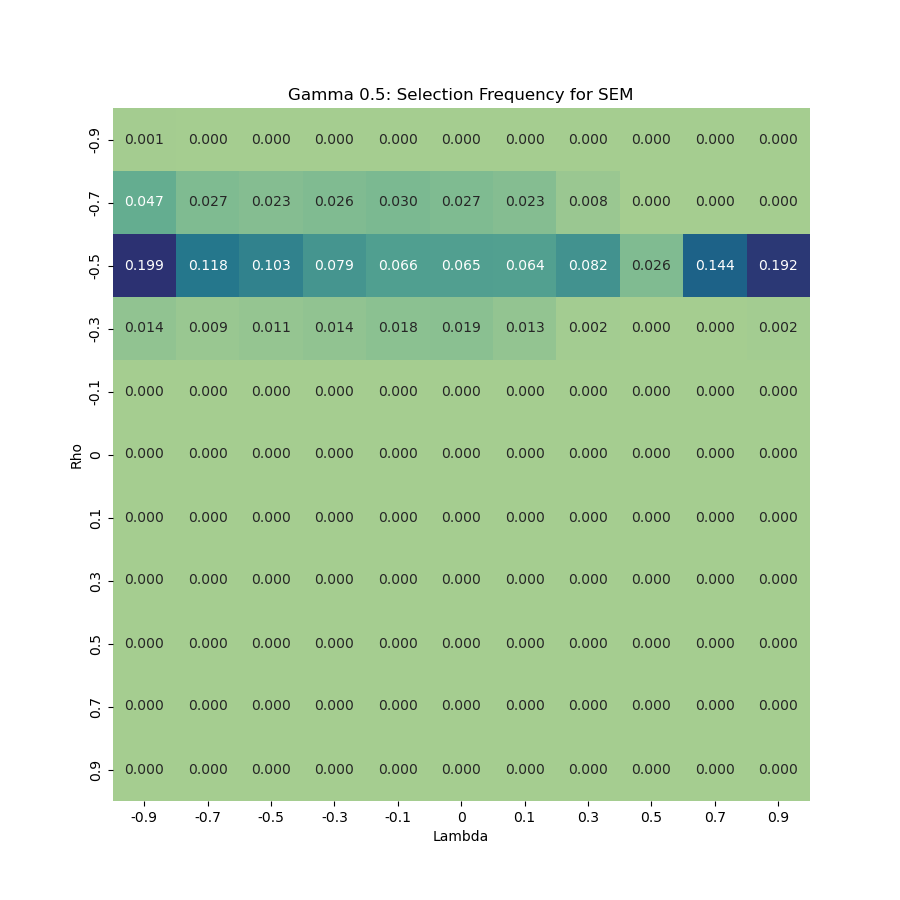 Gamma 0.5: Selection Frequency for SEM
-0.9 0.001 0.000 0.000 0.000 0.000 0.000 0.000 0.000 0.000 0.000 0.000
-0.7 0.047 0.027 0.023 0.026 0.030 0.027 0.023 0.008 0.000 0.000 0.000
-0.5 0.199 0.118 0.103 0.079 0.066 0.065 0.064 0.082 0.026 0.144 0.192
-0.3 0.014 0.009 0.011 0.014 0.018 0.019 0.013 0.002 0.000 0.000 0.002
-0.1 0.000 0.000 0.000 0.000 0.000 0.000 0.000 0.000 0.000 0.000 0.000
Rho
0 0.000 0.000 0.000 0.000 0.000 0.000 0.000 0.000 0.000 0.000 0.000
0.1 0.000 0.000 0.000 0.000 0.000 0.000 0.000 0.000 0.000 0.000 0.000
0.3 0.000 0.000 0.000 0.000 0.000 0.000 0.000 0.000 0.000 0.000 0.000
0.5 0.000 0.000 0.000 0.000 0.000 0.000 0.000 0.000 0.000 0.000 0.000
0.7 0.000 0.000 0.000 0.000 0.000 0.000 0.000 0.000 0.000 0.000 0.000
0.9 0.000 0.000 0.000 0.000 0.000 0.000 0.000 0.000 0.000 0.000 0.000
-0.9 -0.7 -0.5 -0.3 -0.1 0 0.1 0.3 0.5 0.7 0.9
Lambda